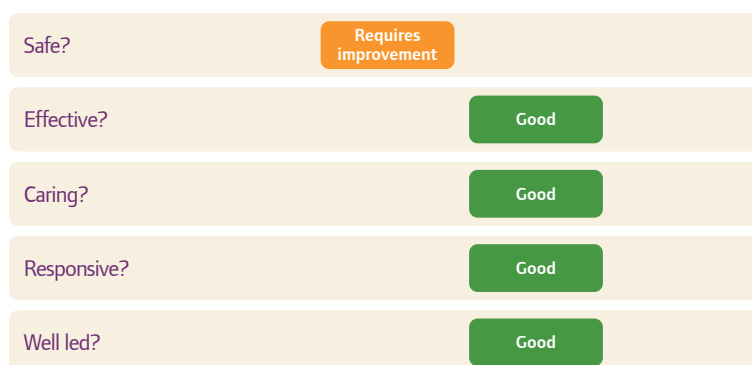 Safe?
Requires
improvement
Effective?
Good
Caring?
Good
Responsive?
Good
Well led?
Good